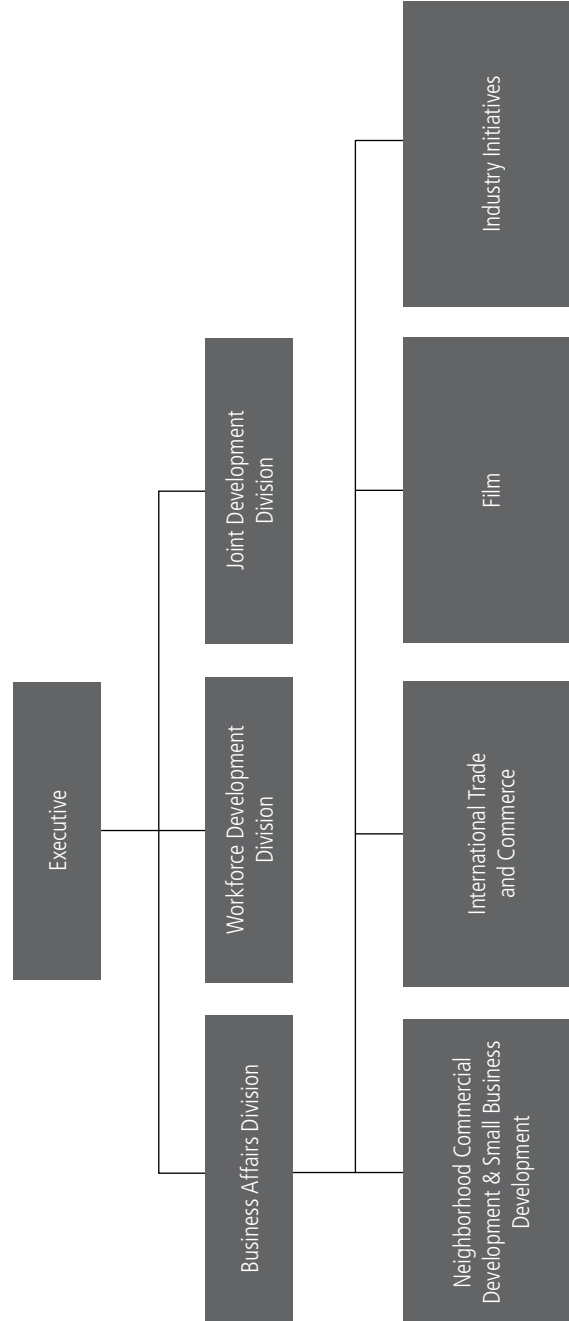 Executive
Business Affairs Division
Workforce Development
Division
Joint Development
Division
Neighborhood Commercial
Development & Small Business
Development
International Trade
and Commerce
Film
Industry Initiatives